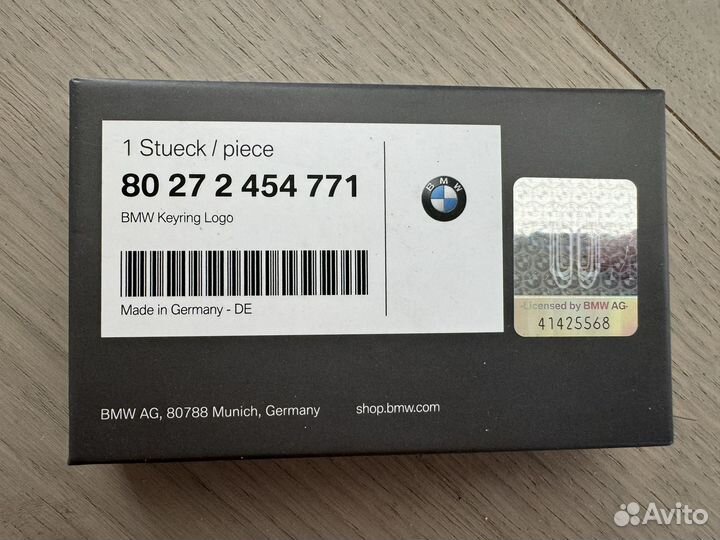 1 Stueck / piece
80 27 2 454 771
BMW Keyring Logo
Made in Germany - DE
BMW
-Licensed by BMW AG-
41425568
BMW AG, 80788 Munich, Germany
shop.bmw.com
Avito